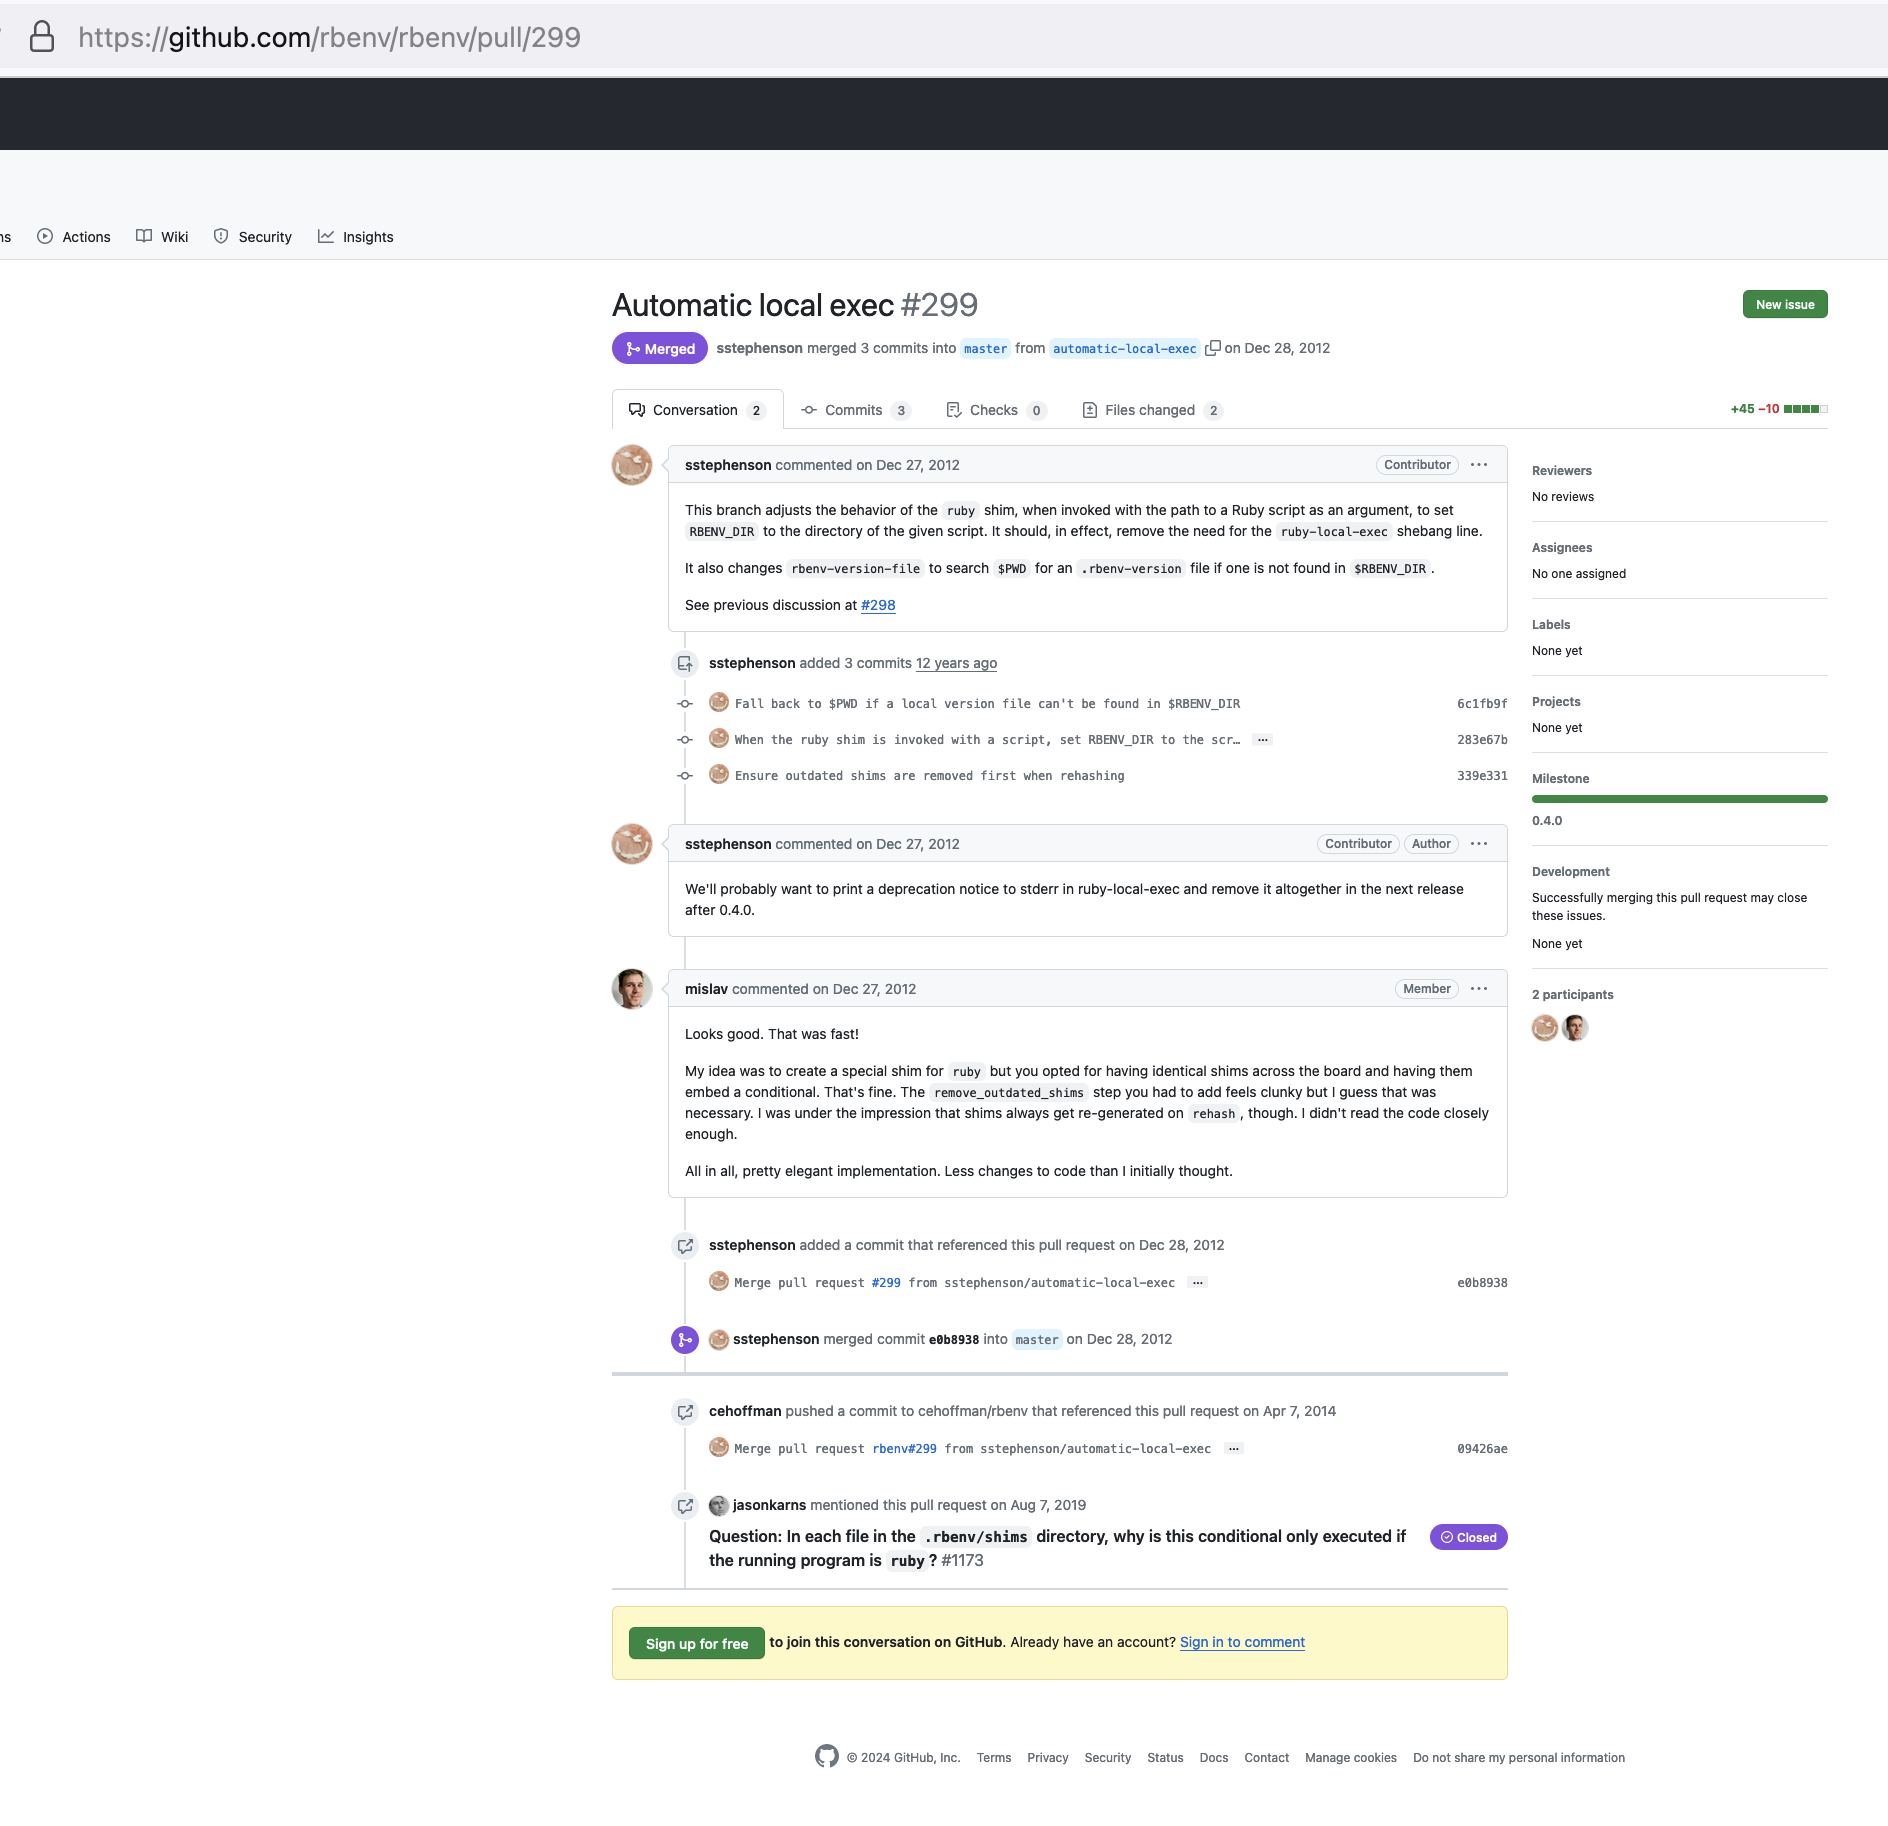 https://github.com/rbenv/rbenv/pull/299
ns Actions Wiki Security Insights
Automatic local exec #299
New issue
Merged sstephenson merged 3 commits into master from automatic-local-exec on Dec 28, 2012
Conversation 2 Commits 3 Checks 0 Files changed 2
+45 −10
sstephenson commented on Dec 27, 2012 Contributor ···
This branch adjusts the behavior of the ruby shim, when invoked with the path to a Ruby script as an argument, to set
RBENV_DIR to the directory of the given script. It should, in effect, remove the need for the ruby-local-exec shebang line.
It also changes rbenv-version-file to search $PWD for an .rbenv-version file if one is not found in $RBENV_DIR.
See previous discussion at #298
sstephenson added 3 commits 12 years ago
Fall back to $PWD if a local version file can't be found in $RBENV_DIR 6c1fb9f
When the ruby shim is invoked with a script, set RBENV_DIR to the scr… … 283e67b
Ensure outdated shims are removed first when rehashing 339e331
sstephenson commented on Dec 27, 2012 Contributor Author ···
We'll probably want to print a deprecation notice to stderr in ruby-local-exec and remove it altogether in the next release
after 0.4.0.
mislav commented on Dec 27, 2012 Member ···
Looks good. That was fast!
My idea was to create a special shim for ruby but you opted for having identical shims across the board and having them
embed a conditional. That's fine. The remove_outdated_shims step you had to add feels clunky but I guess that was
necessary. I was under the impression that shims always get re-generated on rehash, though. I didn't read the code closely
enough.
All in all, pretty elegant implementation. Less changes to code than I initially thought.
sstephenson added a commit that referenced this pull request on Dec 28, 2012
Merge pull request #299 from sstephenson/automatic-local-exec … e0b8938
sstephenson merged commit e0b8938 into master on Dec 28, 2012
cehoffman pushed a commit to cehoffman/rbenv that referenced this pull request on Apr 7, 2014
Merge pull request rbenv#299 from sstephenson/automatic-local-exec … 09426ae
jasonkarns mentioned this pull request on Aug 7, 2019
Question: In each file in the .rbenv/shims directory, why is this conditional only executed if
the running program is ruby? #1173
Closed
Sign up for free to join this conversation on GitHub. Already have an account? Sign in to comment
Reviewers
No reviews
Assignees
No one assigned
Labels
None yet
Projects
None yet
Milestone
0.4.0
Development
Successfully merging this pull request may close
these issues.
None yet
2 participants
© 2024 GitHub, Inc. Terms Privacy Security Status Docs Contact Manage cookies Do not share my personal information